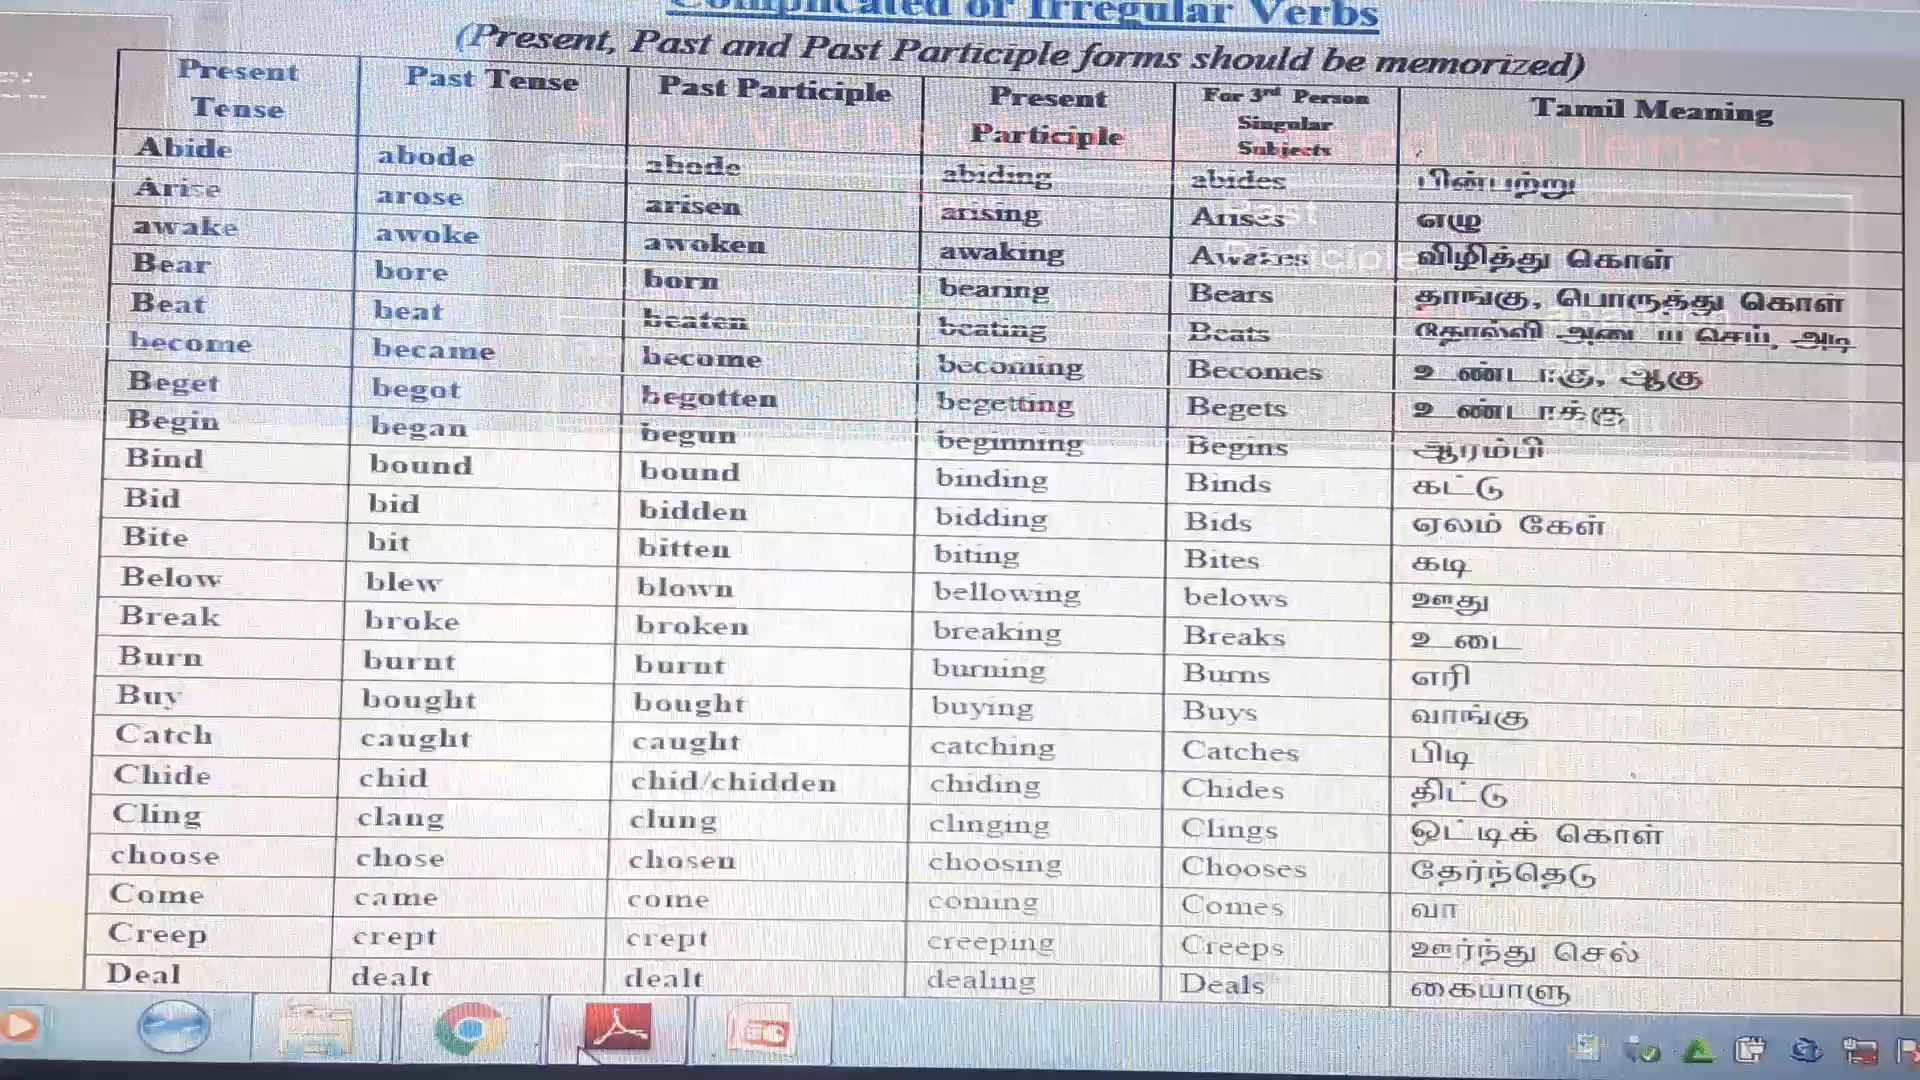 Complicated or Irregular Verbs
(Present, Past and Past Participle forms should be memorized)
Present Tense Past Tense Past Participle Present Participle For 3rd Person Singular Subjects Tamil Meaning
Abide abode abode abiding abides பின்பற்று
Arise arose arisen arising Arises எழு
awake awoke awoken awaking Awakes விழித்து கொள்
Bear bore born bearing Bears தாங்கு, பொருத்து கொள்
Beat beat beaten beating Beats தோல்வி அடைய செய், அடி
become became become becoming Becomes உண்டாகு, ஆகு
Beget begot begotten begetting Begets உண்டாக்கு
Begin began begun beginning Begins ஆரம்பி
Bind bound bound binding Binds கட்டு
Bid bid bidden bidding Bids ஏலம் கேள்
Bite bit bitten biting Bites கடி
Below blew blown bellowing belows ஊது
Break broke broken breaking Breaks உடை
Burn burnt burnt burning Burns எரி
Buy bought bought buying Buys வாங்கு
Catch caught caught catching Catches பிடி
Chide chid chid/chidden chiding Chides திட்டு
Cling clang clung clinging Clings ஒட்டிக் கொள்
choose chose chosen choosing Chooses தேர்ந்தெடு
Come came come coming Comes வா
Creep crept crept creeping Creeps ஊர்ந்து செல்
Deal dealt dealt dealing Deals கையாளு